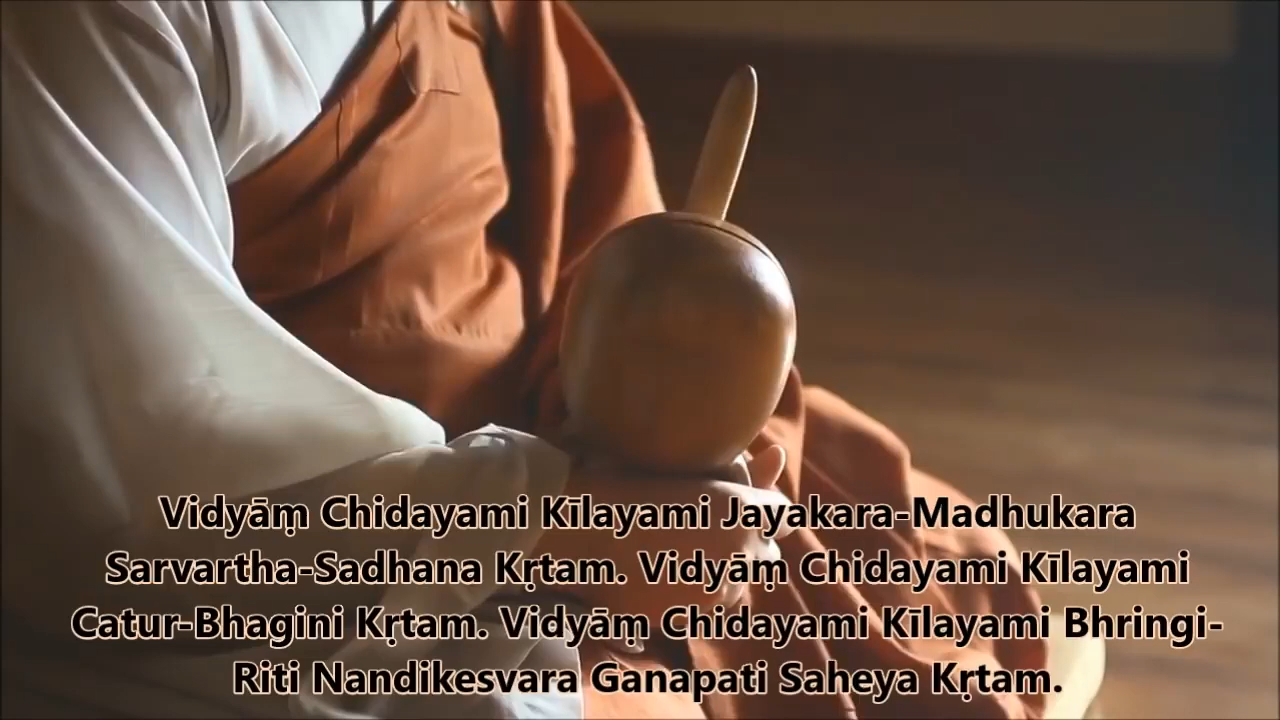 Vidyāṃ Chidayami Kīlayami Jayakara-Madhukara
Sarvartha-Sadhana Kṛtam. Vidyāṃ Chidayami Kīlayami
Catur-Bhagini Kṛtam. Vidyāṃ Chidayami Kīlayami Bhringi-
Riti Nandikesvara Ganapati Saheya Kṛtam.